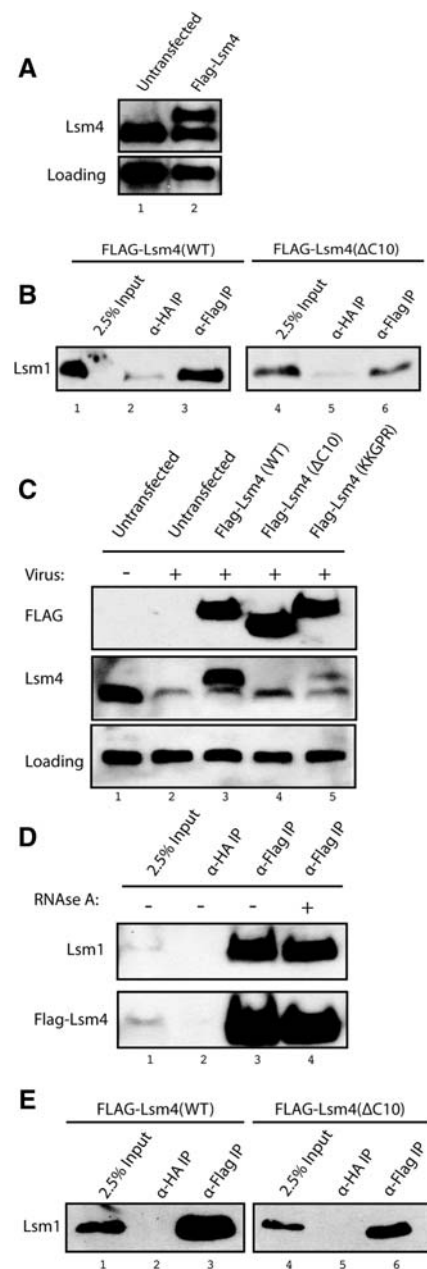 A
Untransfected
Flag-Lsm4
Lsm4
Loading
1 2
B
FLAG-Lsm4(WT) FLAG-Lsm4(ΔC10)
2.5% Input α-HA IP α-Flag IP 2.5% Input α-HA IP α-Flag IP
Lsm1
1 2 3 4 5 6
C
Untransfected Untransfected Flag-Lsm4 (WT) Flag-Lsm4 (ΔC10) Flag-Lsm4 (KKGPR)
Virus: - + + + +
FLAG
Lsm4
Loading
1 2 3 4 5
D
2.5% Input α-HA IP α-Flag IP α-Flag IP
RNAse A: - - - +
Lsm1
Flag-Lsm4
1 2 3 4
E
FLAG-Lsm4(WT) FLAG-Lsm4(ΔC10)
2.5% Input α-HA IP α-Flag IP 2.5% Input α-HA IP α-Flag IP
Lsm1
1 2 3 4 5 6